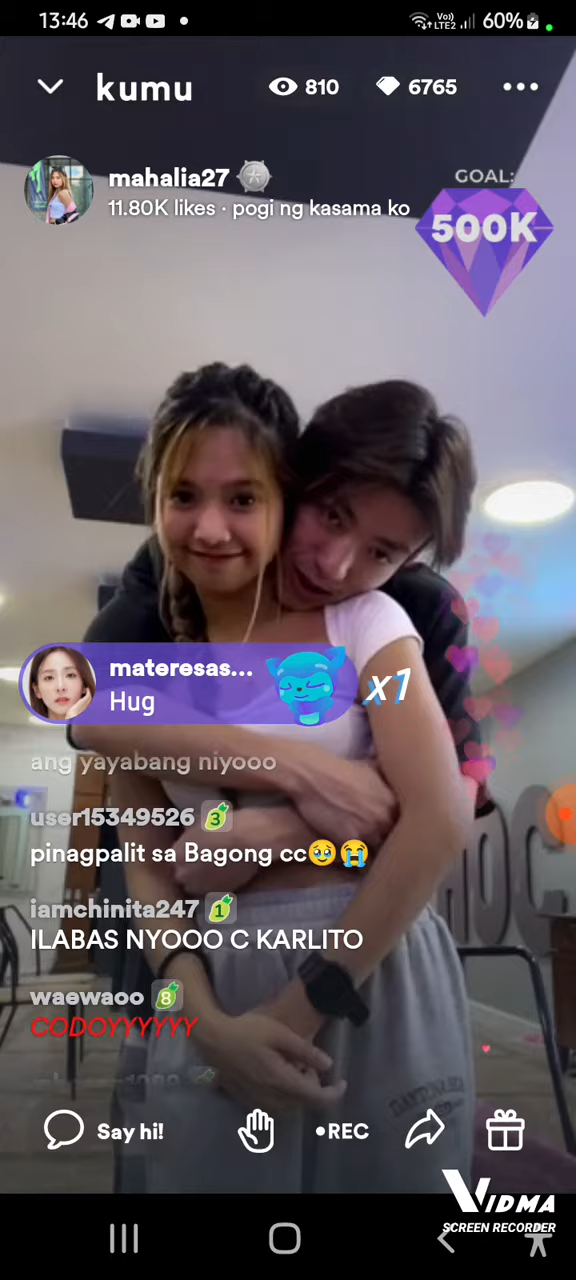 13:46
Vo))
LTE2
60%
kumu
810
6765
mahalia27
11.80K likes · pogi ng kasama ko
GOAL:
500K
materesas...
Hug
x1
ang yayabang niyooo
user15349526 3
pinagpalit sa Bagong cc🥹😭
iamchinita247 1
ILABAS NYOOO C KARLITO
waewaoo 8
CODOYYYYYY
Say hi!
•REC
VIDMA
SCREEN RECORDER